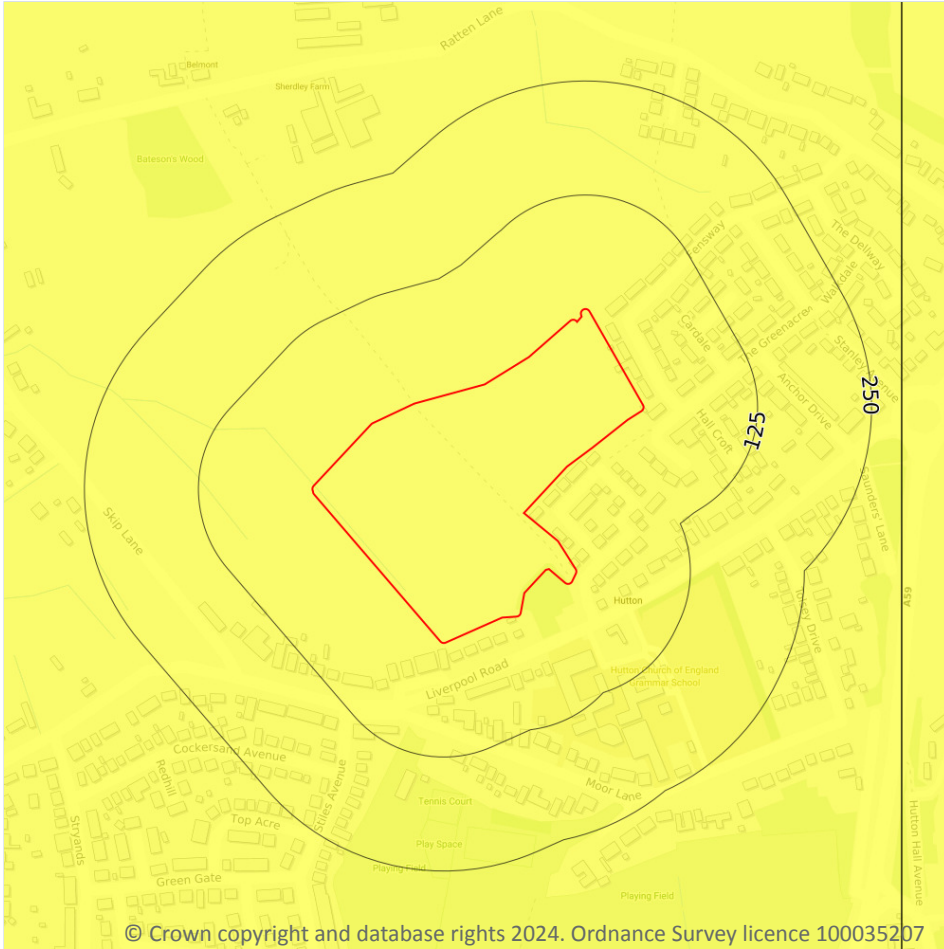 Ratten Lane
Belmont
Sherdley Farm
Bateson's Wood
The Dellway
Cardale
The Greenacre
Stanley Avenue
Anchor Drive
250
125
Hall Croft
Saunders' Lane
Skip Lane
A59
Hutton
Hutton Church of England
Grammar School
Liverpool Road
Cockersand Avenue
Redhill
Stiles Avenue
Moor Lane
Tennis Court
Top Acre
Stryands
Play Space
Playing Field
Green Gate
Playing Field
Hutton Hall Avenue
© Crown copyright and database rights 2024. Ordnance Survey licence 100035207